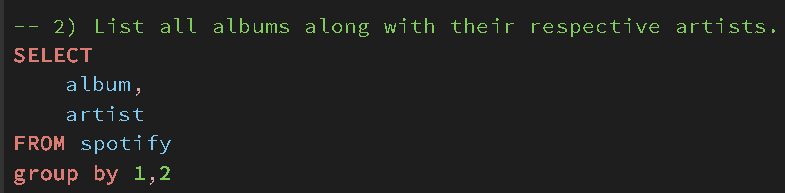 -- 2) List all albums along with their respective artists.
SELECT
    album,
    artist
FROM spotify
group by 1,2